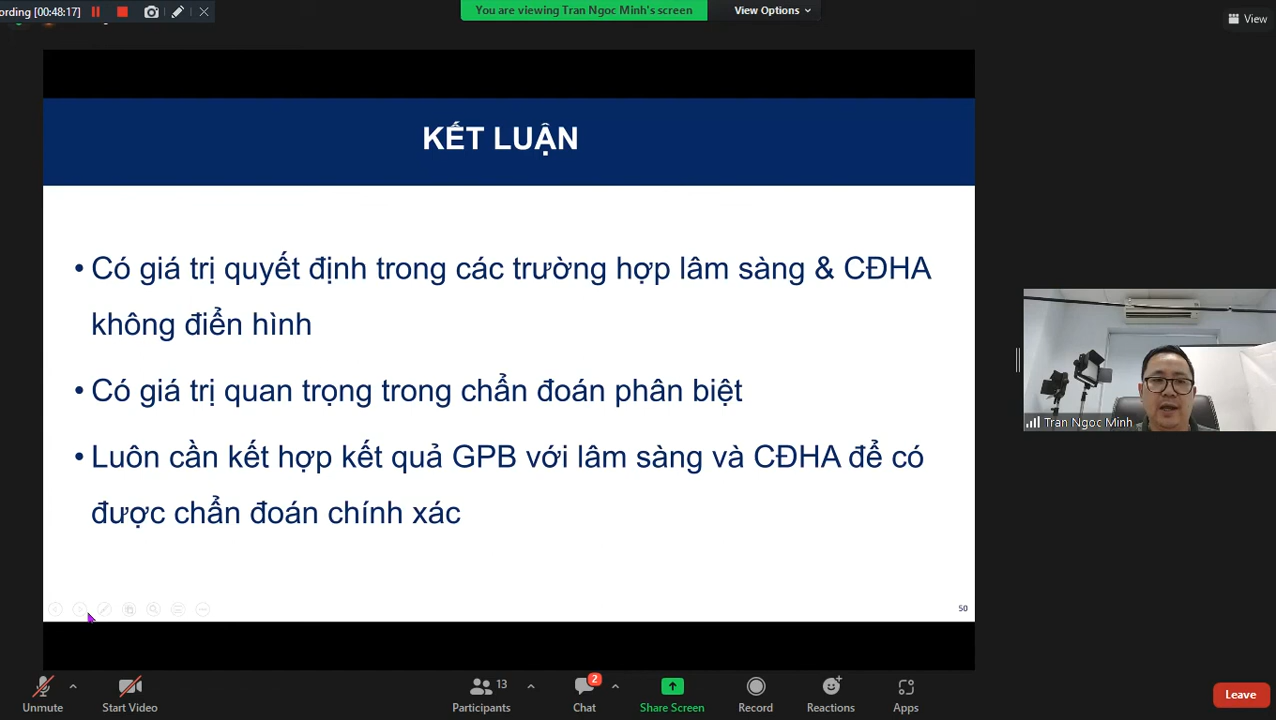 ording [00:48:17]
You are viewing Tran Ngoc Minh's screen
View Options
View
KẾT LUẬN
• Có giá trị quyết định trong các trường hợp lâm sàng & CĐHA
không điển hình
• Có giá trị quan trọng trong chẩn đoán phân biệt
• Luôn cần kết hợp kết quả GPB với lâm sàng và CĐHA để có
được chẩn đoán chính xác
50
Tran Ngoc Minh
Unmute
Start Video
13
Participants
2
Chat
Share Screen
Record
Reactions
Apps
Leave